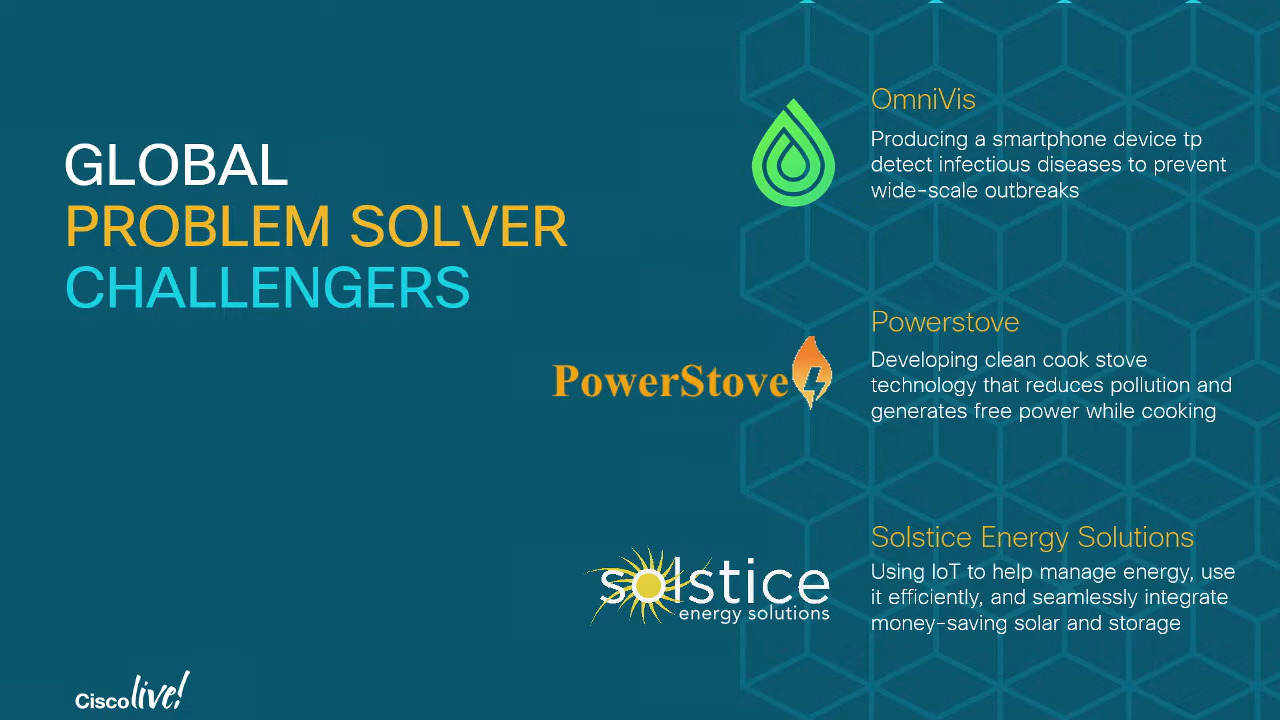 GLOBAL
PROBLEM SOLVER
CHALLENGERS
OmniVis
Producing a smartphone device tp
detect infectious diseases to prevent
wide-scale outbreaks
PowerStove
Powerstove
Developing clean cook stove
technology that reduces pollution and
generates free power while cooking
solstice
energy solutions
Solstice Energy Solutions
Using IoT to help manage energy, use
it efficiently, and seamlessly integrate
money-saving solar and storage
Cisco live!